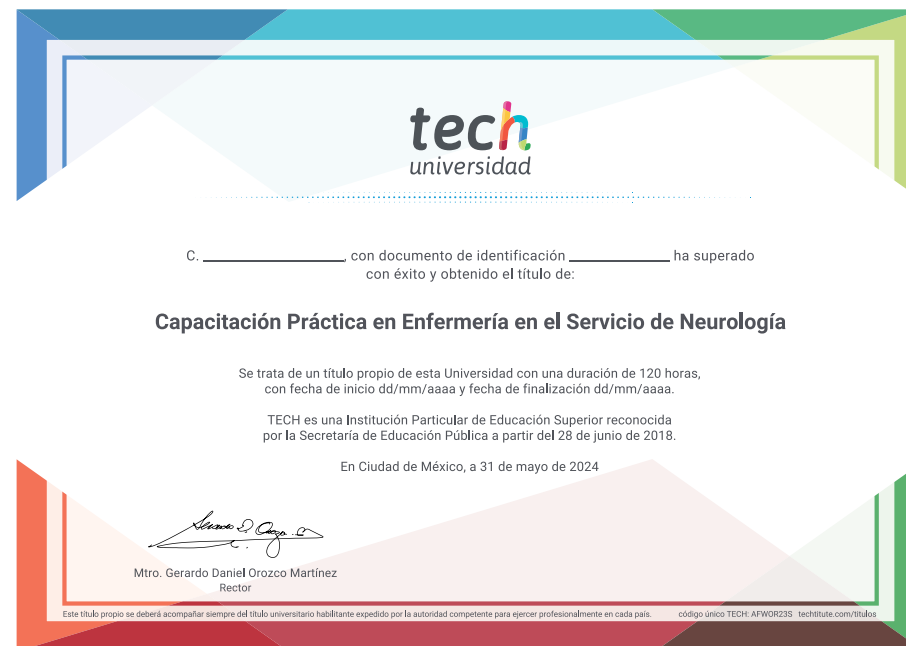 tech
universidad
C. ____________, con documento de identificación ____________ ha superado
con éxito y obtenido el título de:
Capacitación Práctica en Enfermería en el Servicio de Neurología
Se trata de un título propio de esta Universidad con una duración de 120 horas,
con fecha de inicio dd/mm/aaaa y fecha de finalización dd/mm/aaaa.
TECH es una Institución Particular de Educación Superior reconocida
por la Secretaría de Educación Pública a partir del 28 de junio de 2018.
En Ciudad de México, a 31 de mayo de 2024
Mtro. Gerardo Daniel Orozco Martínez
Rector
Este título propio se deberá acompañar siempre del título universitario habilitante expedido por la autoridad competente para ejercer profesionalmente en cada país. código único TECH: AFWOR23S techtitute.com/titulos